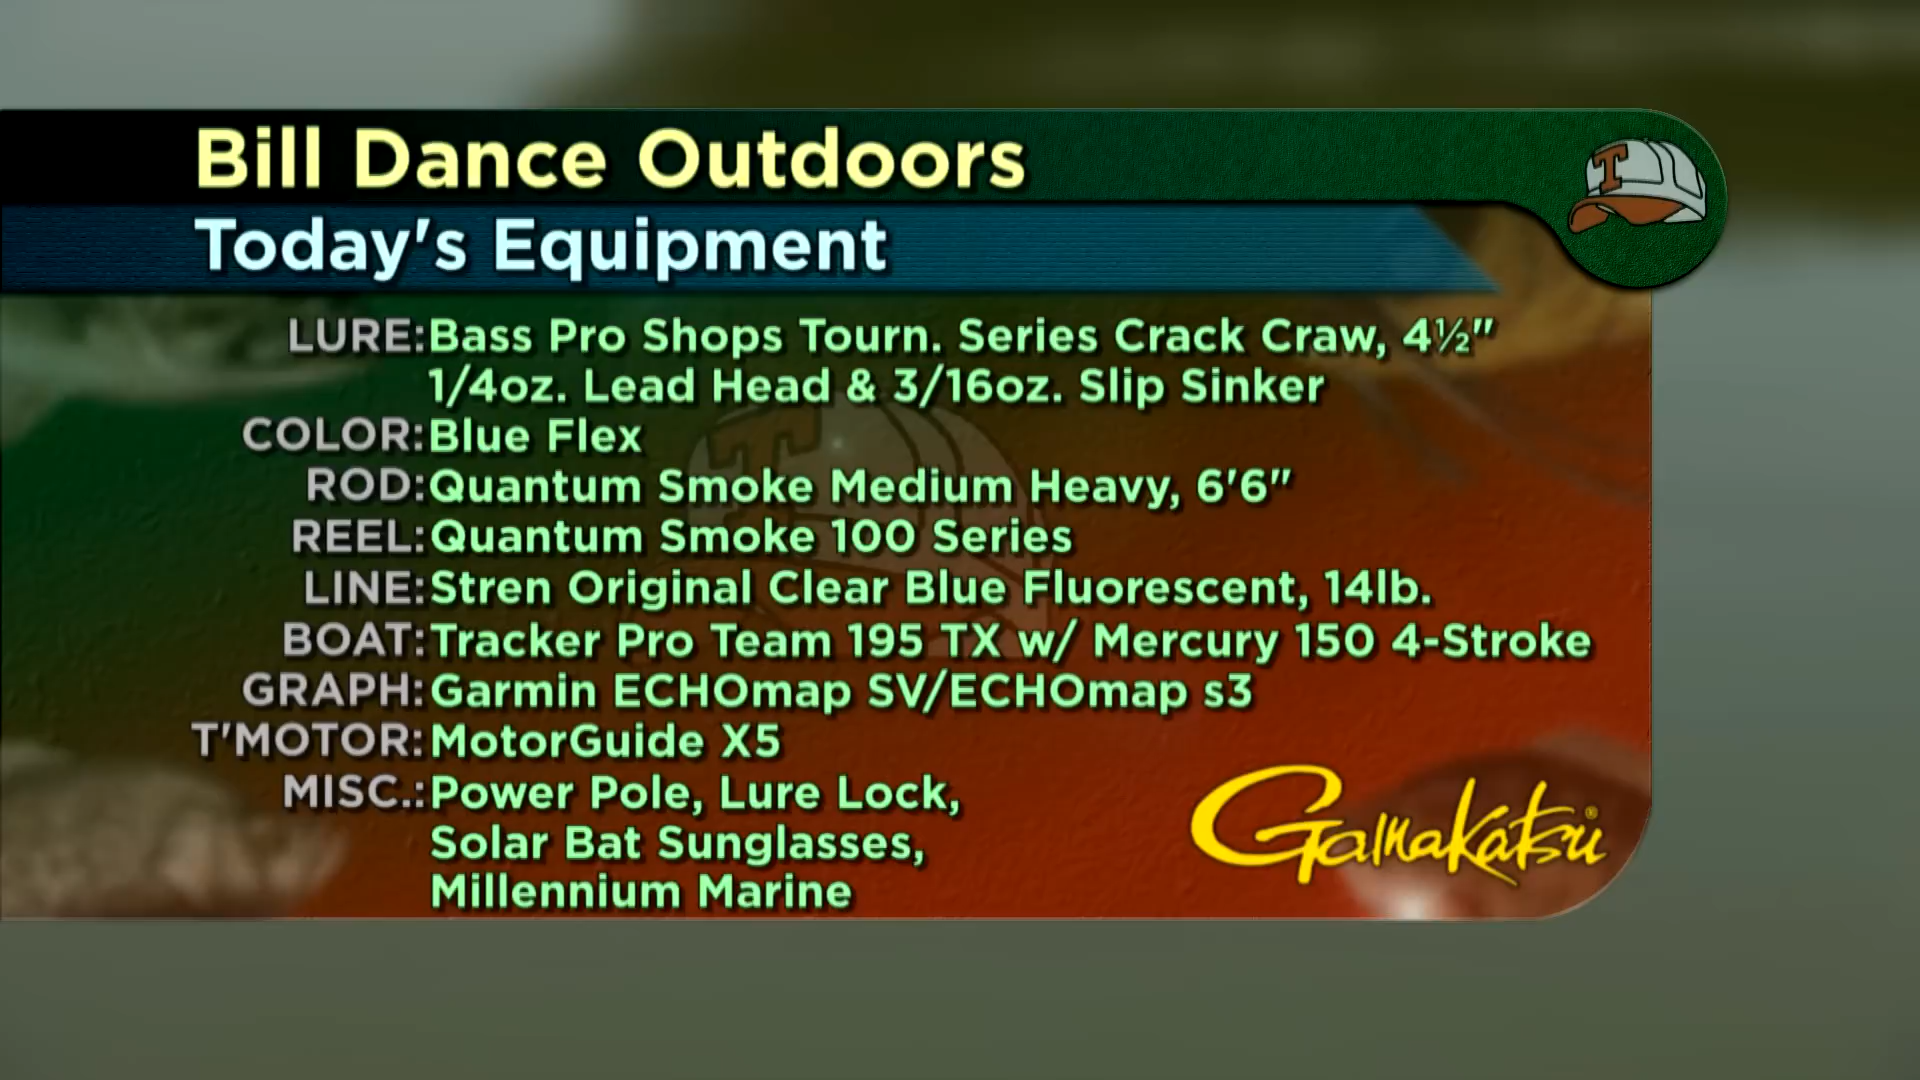 Bill Dance Outdoors
T
Today's Equipment
LURE: Bass Pro Shops Tourn. Series Crack Craw, 4½"
1/4oz. Lead Head & 3/16oz. Slip Sinker
COLOR: Blue Flex
ROD: Quantum Smoke Medium Heavy, 6'6"
REEL: Quantum Smoke 100 Series
LINE: Stren Original Clear Blue Fluorescent, 14lb.
BOAT: Tracker Pro Team 195 TX w/ Mercury 150 4-Stroke
GRAPH: Garmin ECHOmap SV/ECHOmap s3
T'MOTOR: MotorGuide X5
MISC.: Power Pole, Lure Lock,
Solar Bat Sunglasses,
Millennium Marine
Gamakatsu®